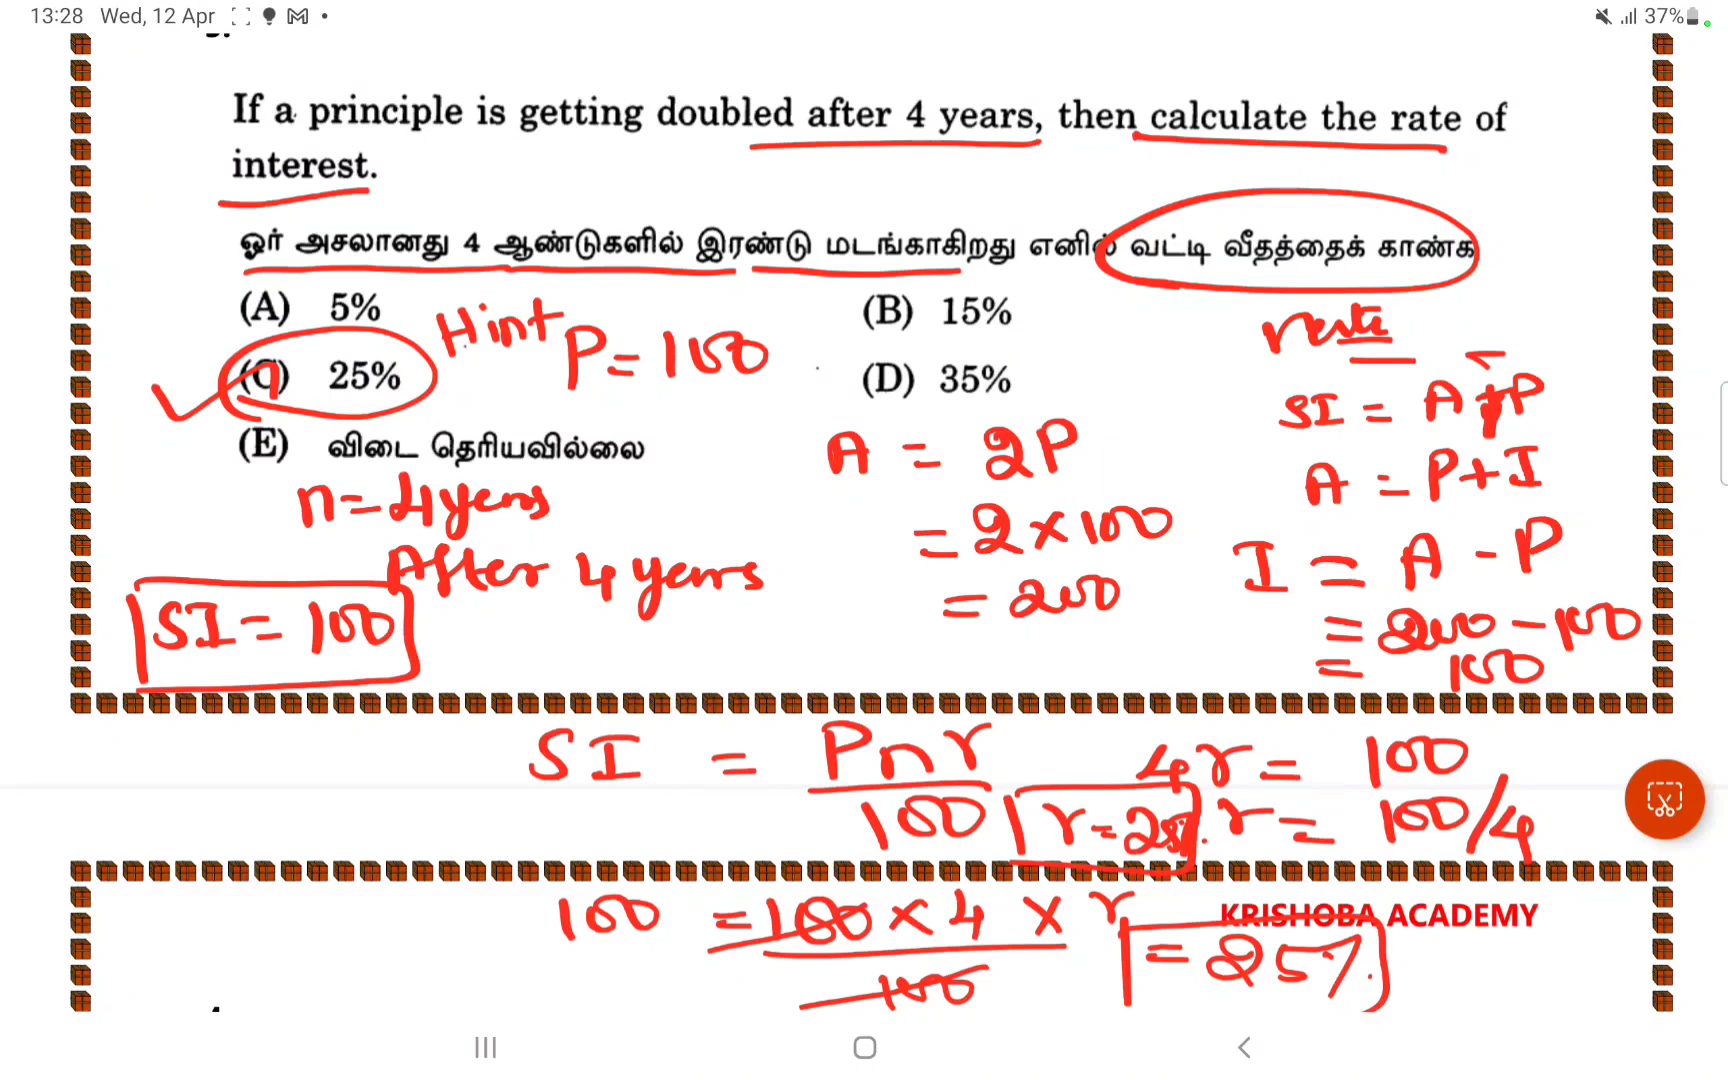 13:28 Wed, 12 Apr
37%
If a principle is getting doubled after 4 years, then calculate the rate of
interest.
ஓர் அசலானது 4 ஆண்டுகளில் இரண்டு மடங்காகிறது எனில் வட்டி வீதத்தைக் காண்க
(A) 5%
(B) 15%
(C) 25%
(D) 35%
(E) விடை தெரியவில்லை
Hint P = 100
n = 4 years
After 4 years
SI = 100
A = 2P
= 2 × 100
= 200
SI = A P
A = P + I
I = A - P
= 200 - 100
= 100
SI = Pnr
100
4r = 100
r = 100/4
r = 25%
100 = 100 × 4 × r
100
= 25%
KRISHOBA ACADEMY